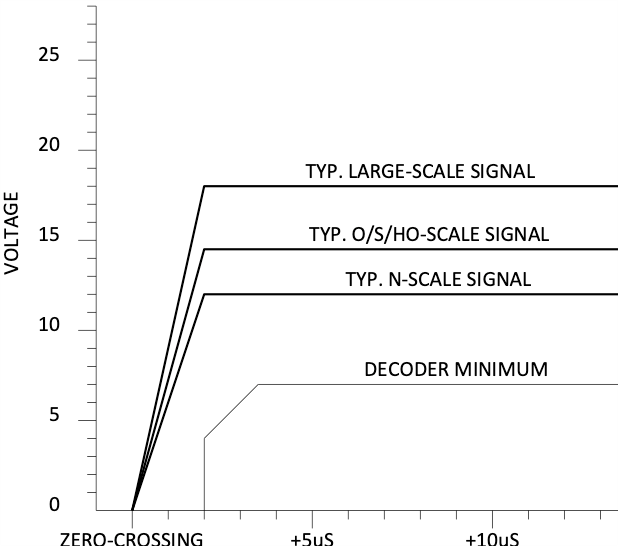 25
20
TYP. LARGE-SCALE SIGNAL
15
TYP. O/S/HO-SCALE SIGNAL
VOLTAGE
TYP. N-SCALE SIGNAL
10
DECODER MINIMUM
5
0
ZERO-CROSSING
+5uS
+10uS